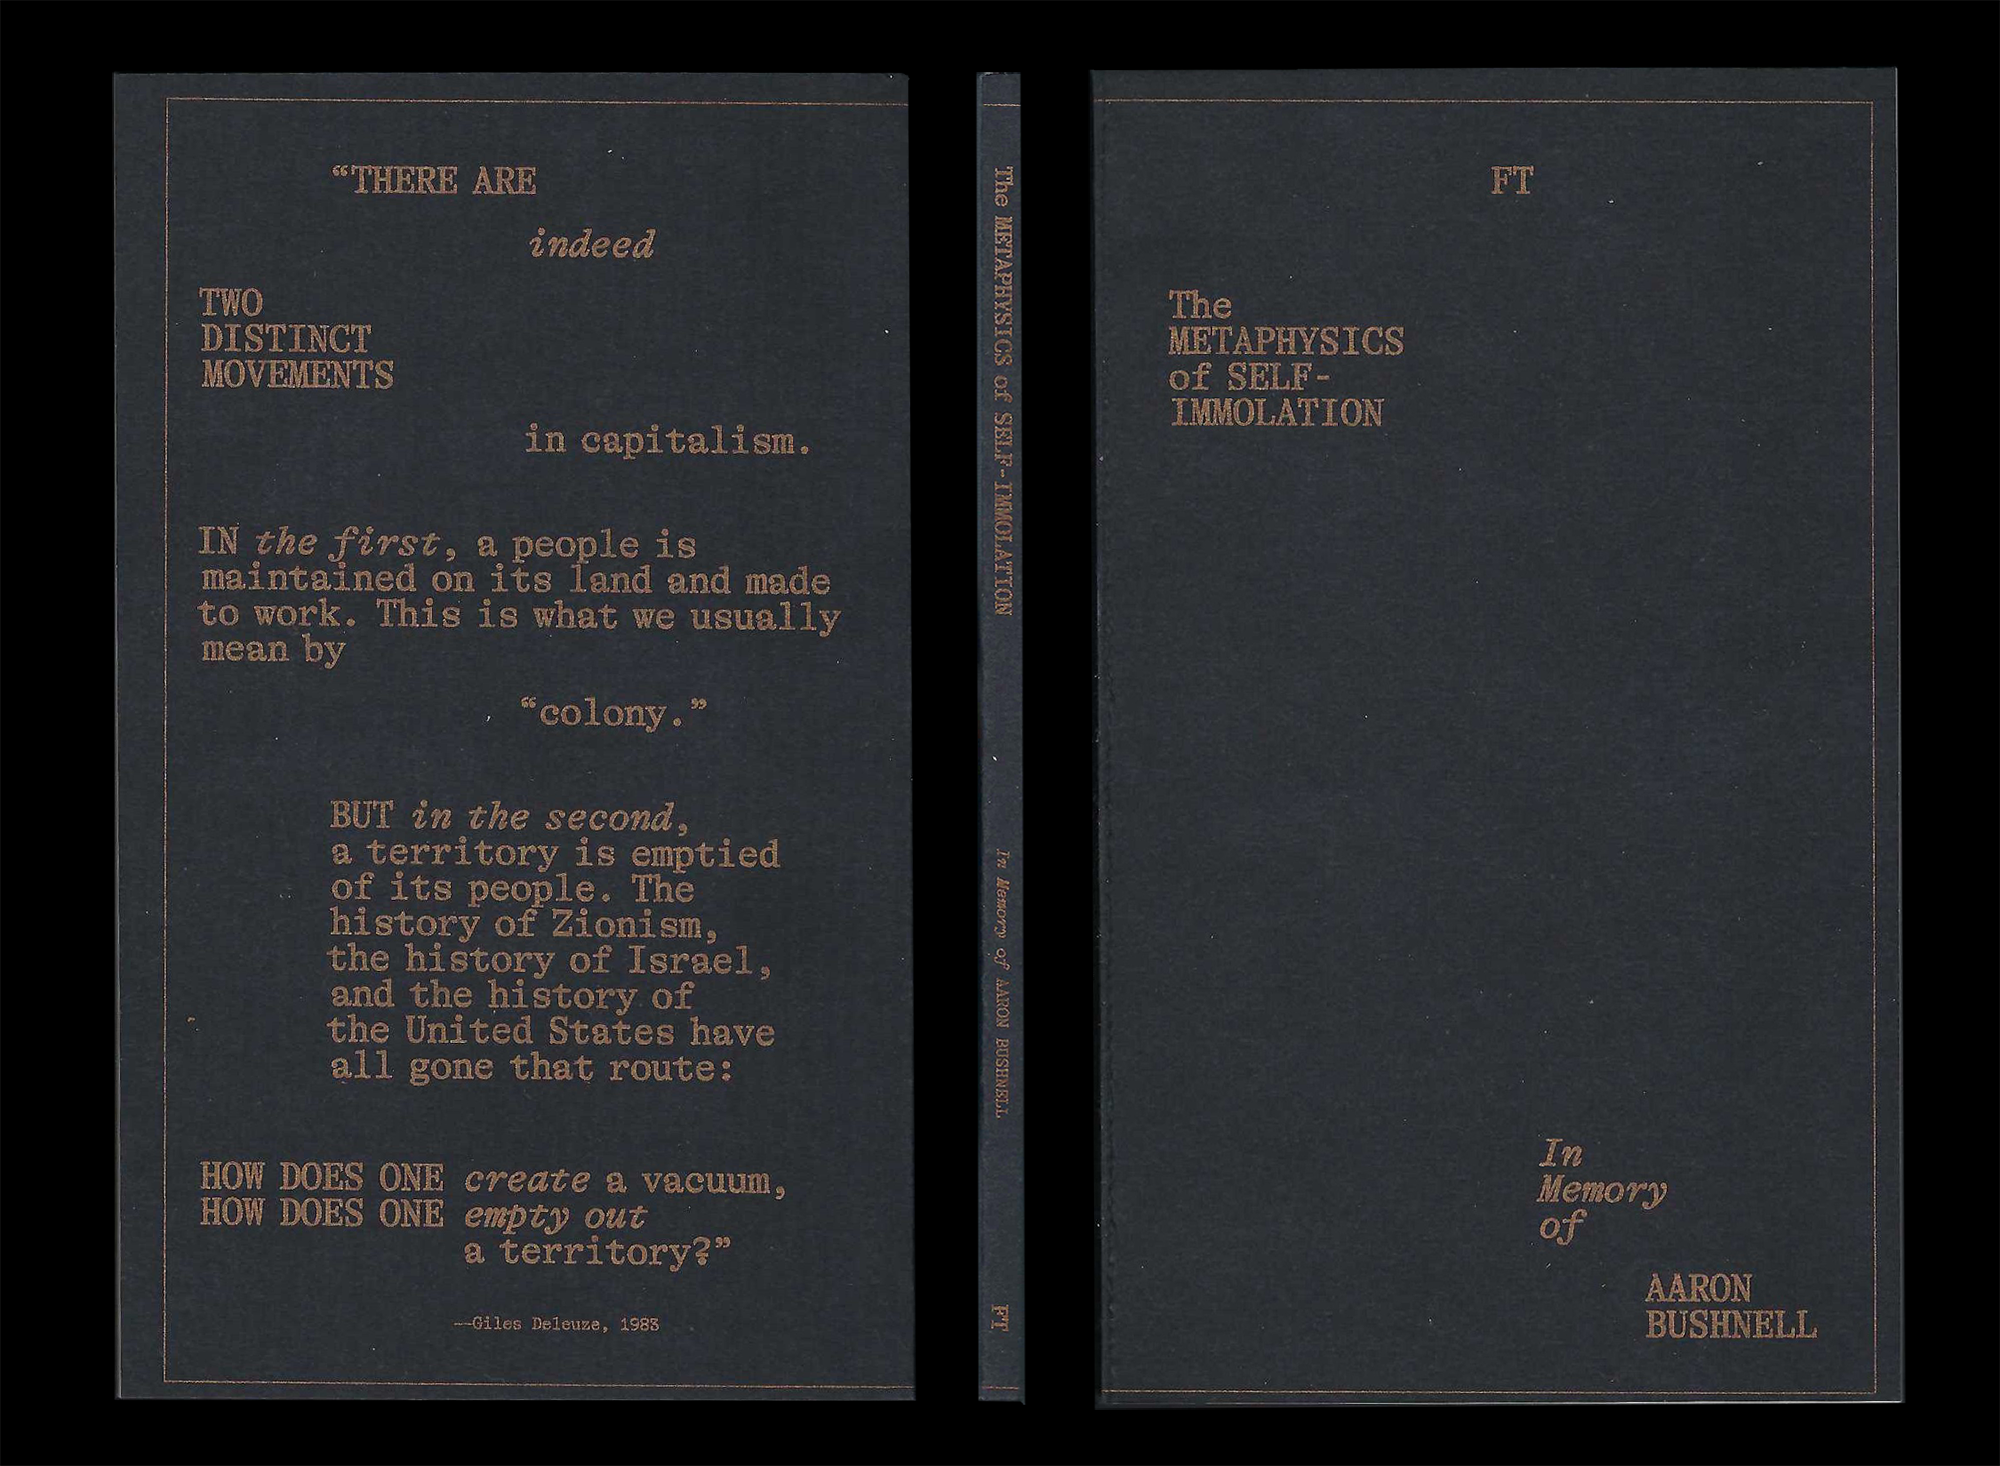 “THERE ARE
indeed
TWO
DISTINCT
MOVEMENTS
in capitalism.
IN the first, a people is
maintained on its land and made
to work. This is what we usually
mean by
“colony.”
BUT in the second,
a territory is emptied
of its people. The
history of Zionism,
the history of Israel,
and the history of
the United States have
all gone that route:
HOW DOES ONE create a vacuum,
HOW DOES ONE empty out
a territory?”
—Giles Deleuze, 1983
The METAPHYSICS of SELF-IMMOLATION
In Memory of AARON BUSHNELL
FT
FT
The
METAPHYSICS
of SELF-
IMMOLATION
In
Memory
of
AARON
BUSHNELL